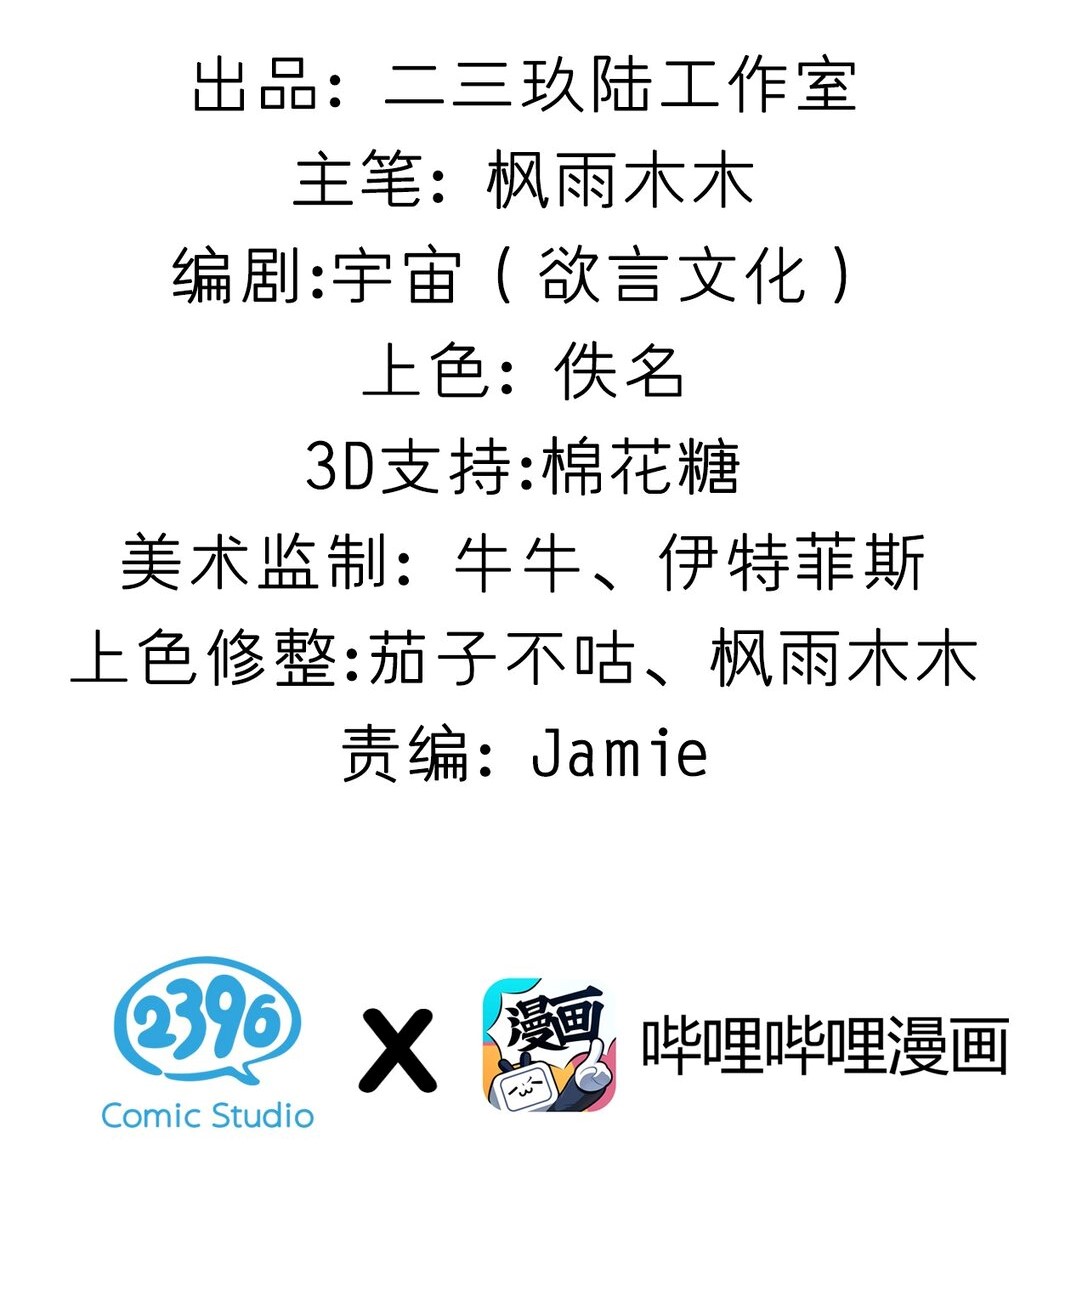 出品：二三玖陆工作室
主笔：枫雨木木
编剧:宇宙（欲言文化）
上色：佚名
3D支持:棉花糖
美术监制：牛牛、伊特菲斯
上色修整:茄子不咕、枫雨木木
责编：Jamie
2396
Comic Studio
X
漫画
哔哩哔哩漫画